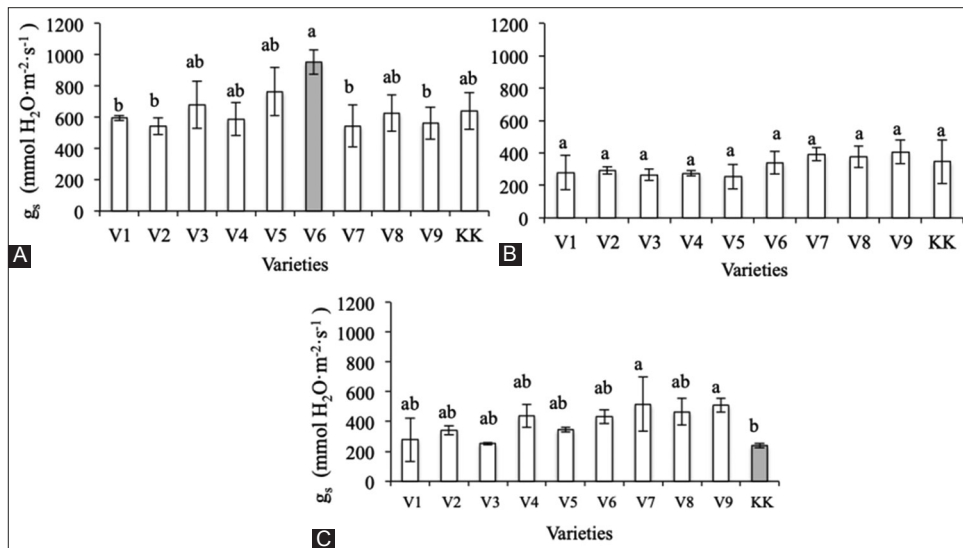 1200
1000
800
600
400
200
0
g_s (mmol H₂O·m⁻²·s⁻¹)
b b ab ab ab a b ab b ab
V1 V2 V3 V4 V5 V6 V7 V8 V9 KK
Varieties
A
1200
1000
800
600
400
200
0
a a a a a a a a a a
V1 V2 V3 V4 V5 V6 V7 V8 V9 KK
Varieties
B
1200
1000
800
600
400
200
0
g_s (mmol H₂O·m⁻²·s⁻¹)
ab ab ab ab ab ab a ab a b
V1 V2 V3 V4 V5 V6 V7 V8 V9 KK
Varieties
C